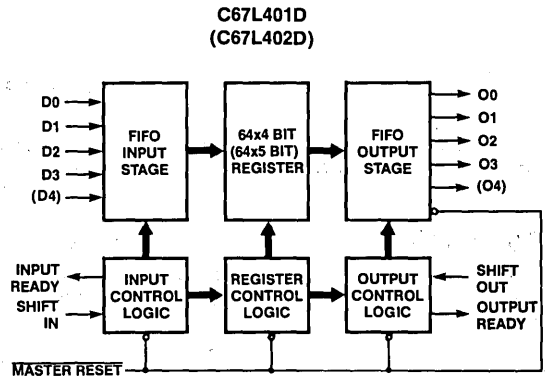 C67L401D
(C67L402D)
D0
D1
D2
D3
(D4)
FIFO
INPUT
STAGE
64x4 BIT
(64x5 BIT)
REGISTER
FIFO
OUTPUT
STAGE
O0
O1
O2
O3
(O4)
INPUT
READY
SHIFT
IN
INPUT
CONTROL
LOGIC
REGISTER
CONTROL
LOGIC
OUTPUT
CONTROL
LOGIC
SHIFT
OUT
OUTPUT
READY
MASTER RESET